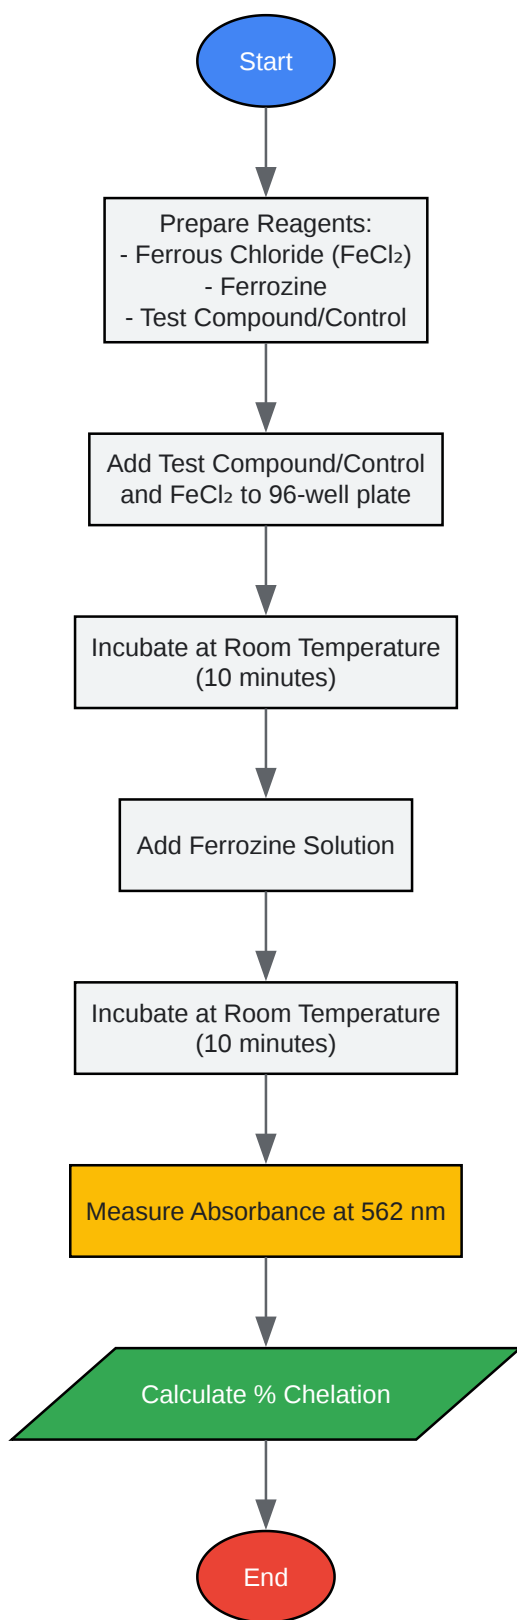 Start
Prepare Reagents:
- Ferrous Chloride (FeCl₂)
- Ferrozine
- Test Compound/Control
Add Test Compound/Control
and FeCl₂ to 96-well plate
Incubate at Room Temperature
(10 minutes)
Add Ferrozine Solution
Incubate at Room Temperature
(10 minutes)
Measure Absorbance at 562 nm
Calculate % Chelation
End